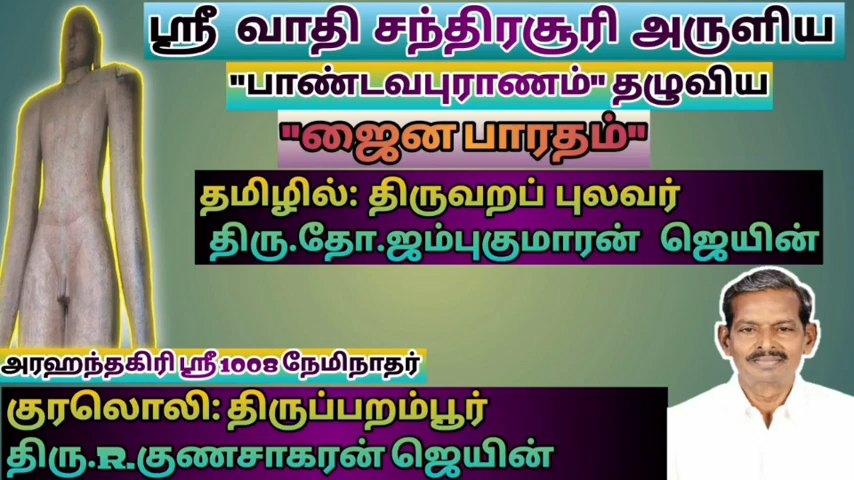 ஸ்ரீ வாதி சந்திரசூரி அருளிய
"பாண்டவபுராணம்" தழுவிய
"ஜைன பாரதம்"
தமிழில்: திருவறப் புலவர்
திரு.தோ.ஜம்புகுமாரன் ஜெயின்
அரஹந்தகிரி ஸ்ரீ 1008 நேமிநாதர்
குரலொலி: திருப்பறம்பூர்
திரு.R.குணசாகரன் ஜெயின்